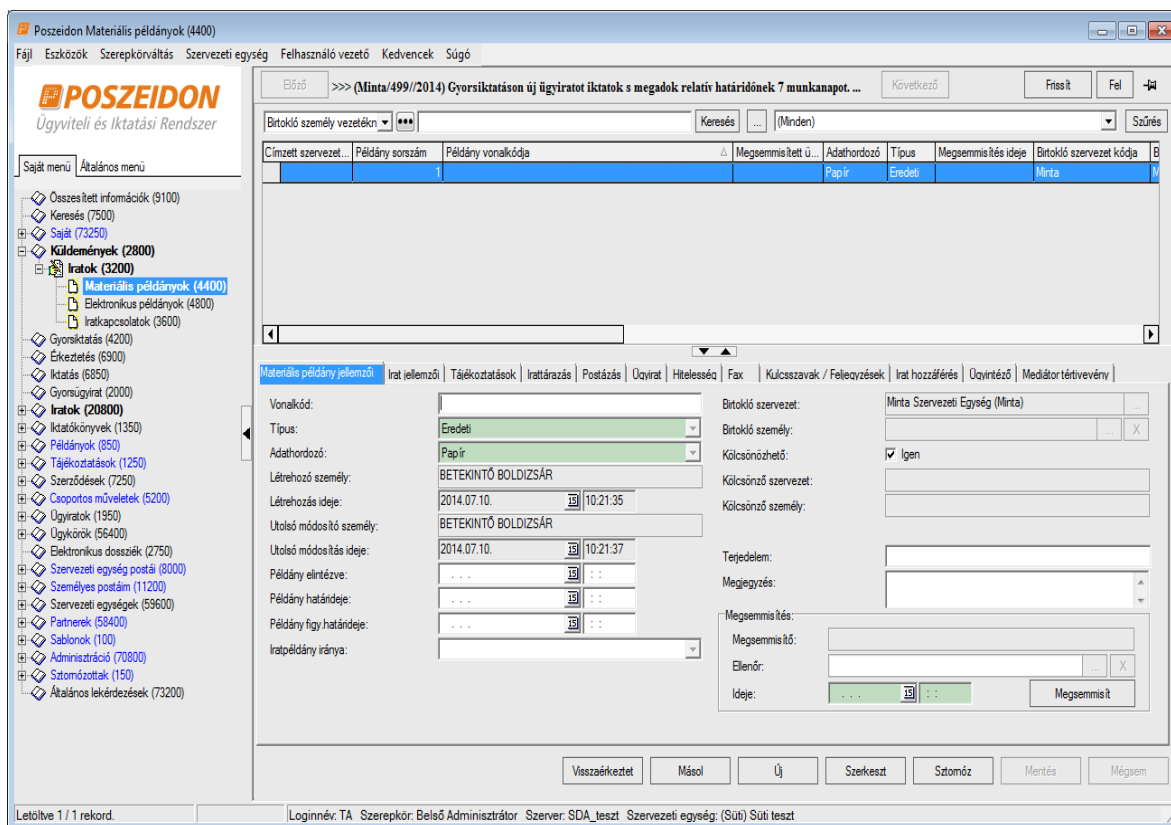 Poszeidon Materiális példányok (4400)
Fájl Eszközök Szerepkörváltás Szervezeti egység Felhasználó vezető Kedvencek Súgó
POSZEIDON
Ügyviteli és Iktatási Rendszer
Saját menü Általános menü
Összesített információk (9100)
Keresés (7500)
Saját (73250)
Küldemények (2800)
Iratok (3200)
Materiális példányok (4400)
Elektronikus példányok (4800)
Iratkapcsolatok (3600)
Gyorsiktatás (4200)
Érkeztetés (6900)
Iktatás (6850)
Gyorsügyirat (2000)
Iratok (20800)
Iktatókönyvek (1350)
Példányok (850)
Tájékoztatások (1250)
Szerződések (7250)
Csoportos műveletek (5200)
Ügyiratok (1950)
Ügykörök (56400)
Elektronikus dossziék (2750)
Szervezeti egység postái (8000)
Személyes postáim (11200)
Szervezeti egységek (59600)
Partnerek (58400)
Sablonok (100)
Adminisztráció (70800)
Sztornózottak (150)
Általános lekérdezések (73200)
Előző >>> (Minta/499//2014) Gyorsiktatáson új ügyiratot iktatok s megadok relatív határidőnek 7 munkanapot. ... Következő Frissít Fel
Birtokló személy vezetékn ••• Keresés ... (Minden) Szűrés
Címzett szervezet... Példány sorszám Példány vonalkódja Megsemmisített ü... Adathordozó Típus Megsemmisítés ideje Birtokló szervezet kódja B
1 Papír Eredeti Minta M
Materiális példány jellemzői Irat jellemzői Tájékoztatások Irattárazás Postázás Ügyirat Hitelesség Fax Kulcsszavak / Feljegyzések Irat hozzáférés Ügyintéző Mediátor tértivevény
Vonalkód:
Típus: Eredeti
Adathordozó: Papír
Létrehozó személy: BETEKINTŐ BOLDIZSÁR
Létrehozás ideje: 2014.07.10. 15 10:21:35
Utolsó módosító személy: BETEKINTŐ BOLDIZSÁR
Utolsó módosítás ideje: 2014.07.10. 15 10:21:37
Példány elintézve: . . . 15 : :
Példány határideje: . . . 15 : :
Példány figy.határideje: . . . 15 : :
Iratpéldány iránya:
Birtokló szervezet: Minta Szervezeti Egység (Minta) ...
Birtokló személy: ... X
Kölcsönözhető: Igen
Kölcsönző szervezet:
Kölcsönző személy:
Terjedelem:
Megjegyzés:
Megsemmisítés:
Megsemmisítő:
Ellenőr: ... X
Ideje: . . . 15 : : Megsemmisít
Visszaérkeztet Másol Új Szerkeszt Sztornóz Mentés Mégsem
Letöltve 1 / 1 rekord. Loginnév: TA Szerepkör: Belső Adminisztrátor Szerver: SDA_teszt Szervezeti egység: (Süti) Süti teszt